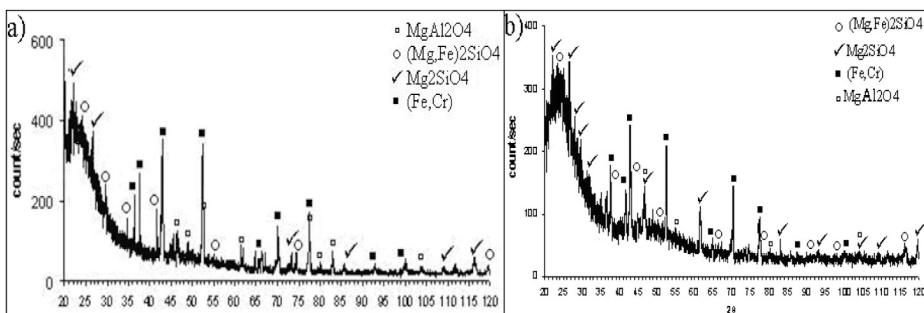 a)
600
400
200
0
count/sec
MgAl2O4
(Mg,Fe)2SiO4
Mg2SiO4
(Fe,Cr)
20 25 30 35 40 45 50 55 60 65 70 75 80 85 90 95 100 105 110 115 120
b)
400
300
200
100
0
count/sec
(Mg,Fe)2SiO4
Mg2SiO4
(Fe,Cr)
MgAl2O4
20 25 30 35 40 45 50 55 60 65 70 75 80 85 90 95 100 105 110 115 120
2θ